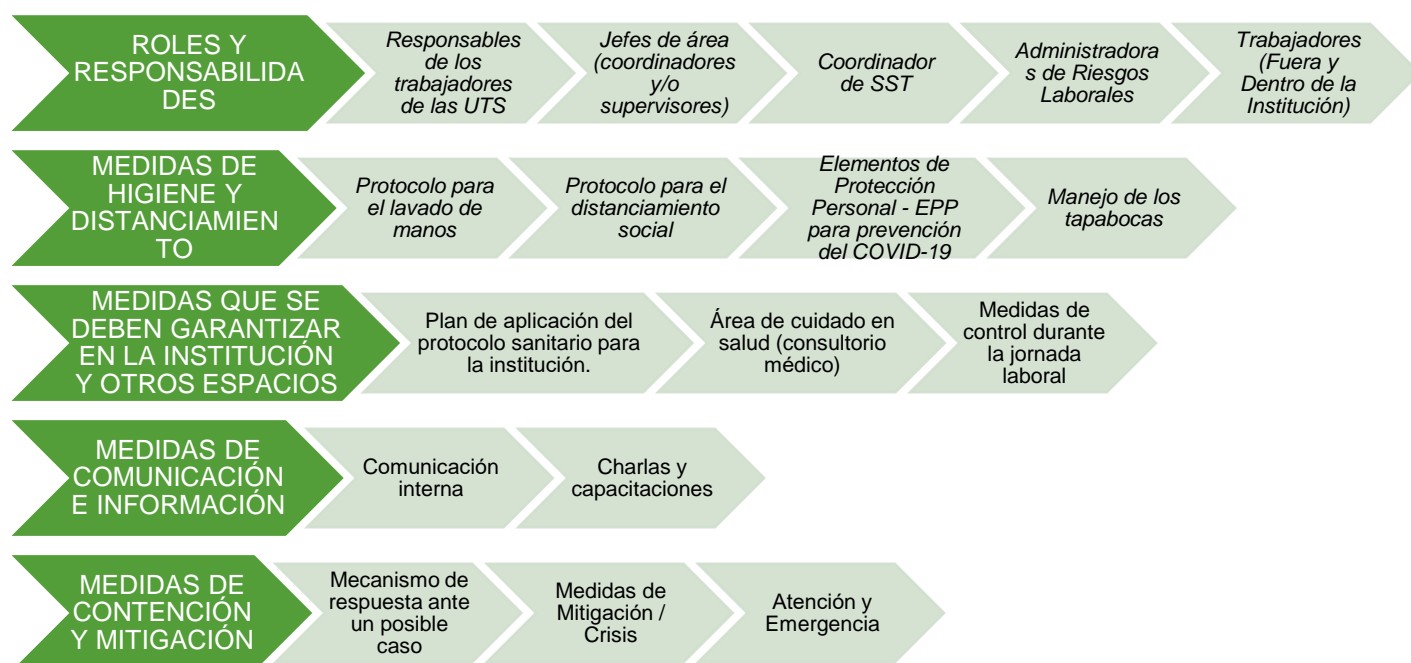 ROLES Y
RESPONSABILIDA
DES
Responsables
de los
trabajadores
de las UTS
Jefes de área
(coordinadores
y/o
supervisores)
Coordinador
de SST
Administradora
s de Riesgos
Laborales
Trabajadores
(Fuera y
Dentro de la
Institución)
MEDIDAS DE
HIGIENE Y
DISTANCIAMIEN
TO
Protocolo para
el lavado de
manos
Protocolo para el
distanciamiento
social
Elementos de
Protección
Personal - EPP
para prevención
del COVID-19
Manejo de los
tapabocas
MEDIDAS QUE SE
DEBEN GARANTIZAR
EN LA INSTITUCIÓN
Y OTROS ESPACIOS
Plan de aplicación del
protocolo sanitario para
la institución.
Área de cuidado en
salud (consultorio
médico)
Medidas de
control durante
la jornada
laboral
MEDIDAS DE
COMUNICACIÓN
E INFORMACIÓN
Comunicación
interna
Charlas y
capacitaciones
MEDIDAS DE
CONTENCIÓN
Y MITIGACIÓN
Mecanismo de
respuesta ante
un posible
caso
Medidas de
Mitigación /
Crisis
Atención y
Emergencia